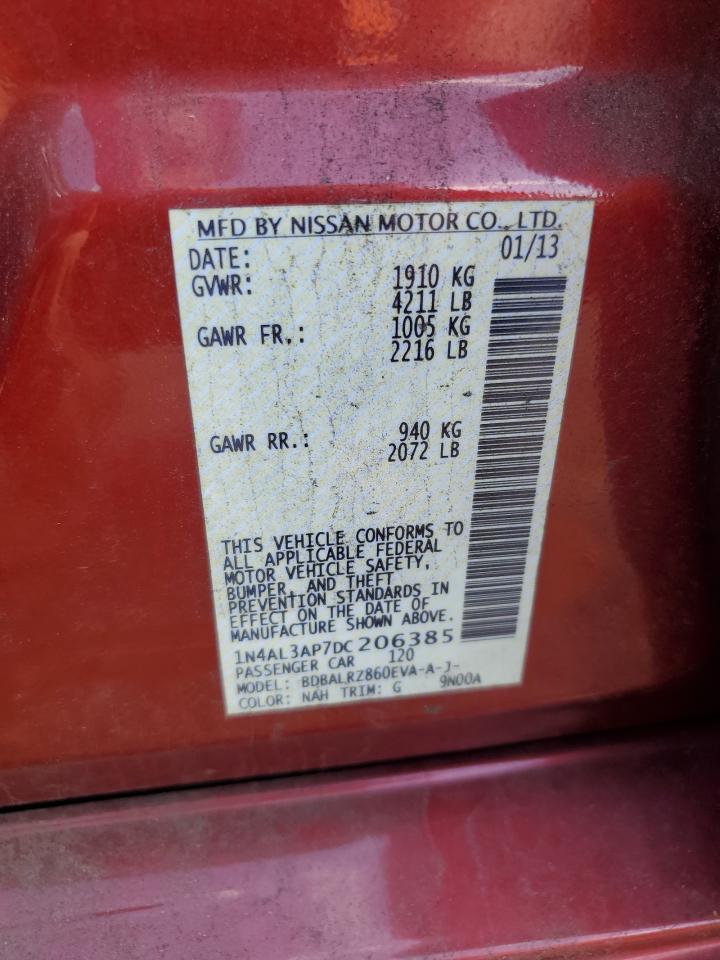 MFD BY NISSAN MOTOR CO., LTD.
DATE: 01/13
GVWR: 1910 KG
4211 LB
GAWR FR.: 1005 KG
2216 LB
GAWR RR.: 940 KG
2072 LB
THIS VEHICLE CONFORMS TO
ALL APPLICABLE FEDERAL
MOTOR VEHICLE SAFETY,
BUMPER, AND THEFT
PREVENTION STANDARDS IN
EFFECT ON THE DATE OF
MANUFACTURE SHOWN ABOVE.
1N4AL3AP7DC206385
PASSENGER CAR 120
MODEL: BDBALRZ860EVA-A-J-
COLOR: NAH TRIM: G 9N00A